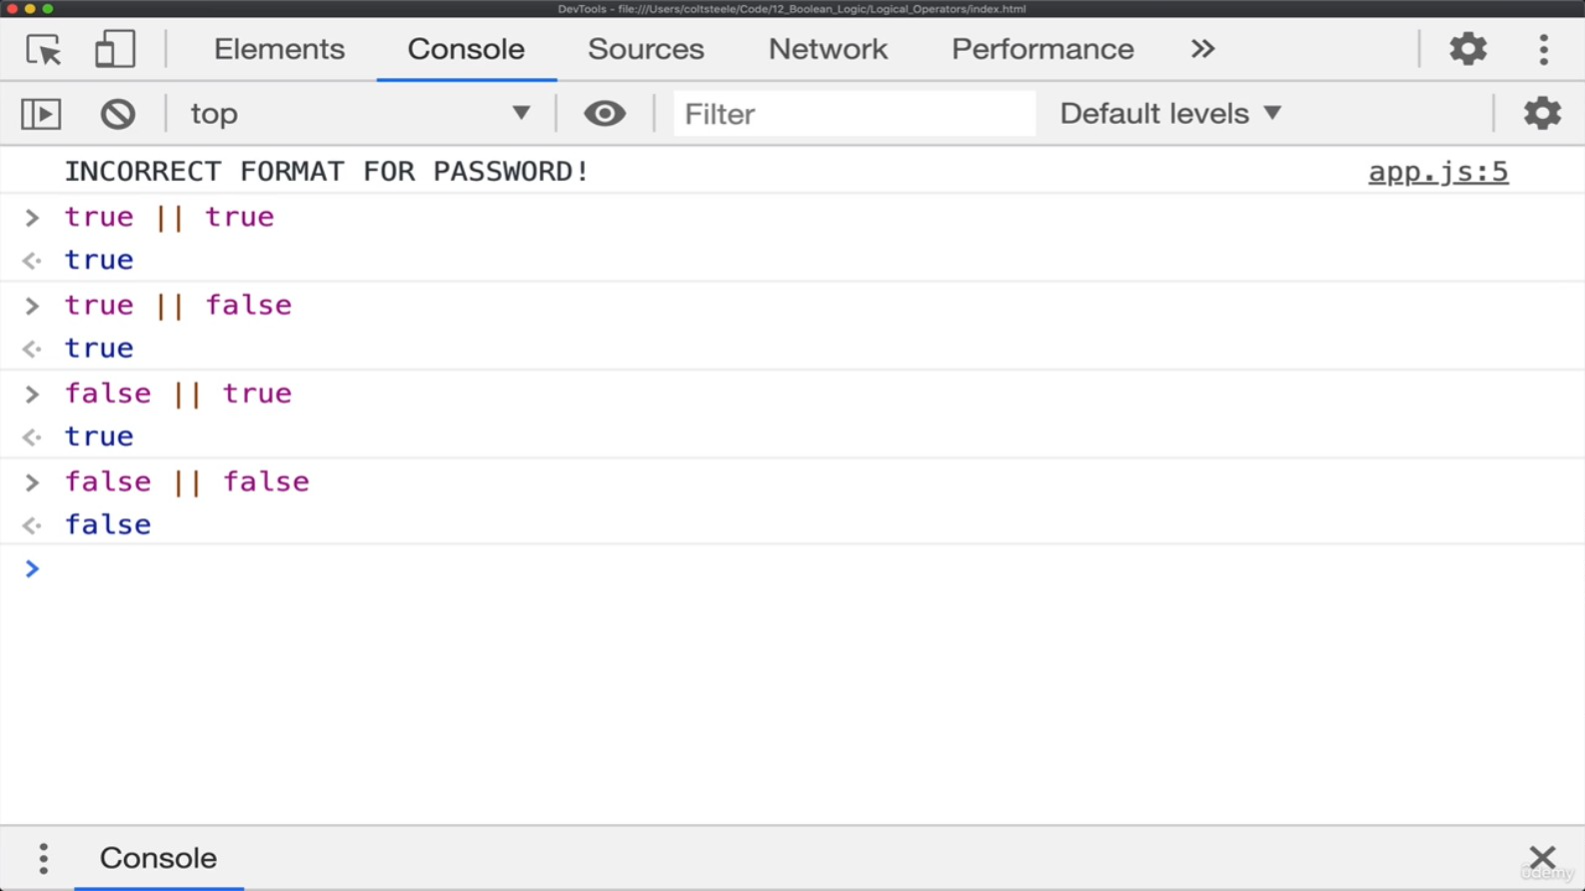 DevTools - file:///Users/coltsteele/Code/12_Boolean_Logic/Logical_Operators/index.html
Elements Console Sources Network Performance »
top ▼ Filter Default levels ▼
INCORRECT FORMAT FOR PASSWORD! app.js:5
> true || true
true
> true || false
true
> false || true
true
> false || false
false
>
Console
ûdemy